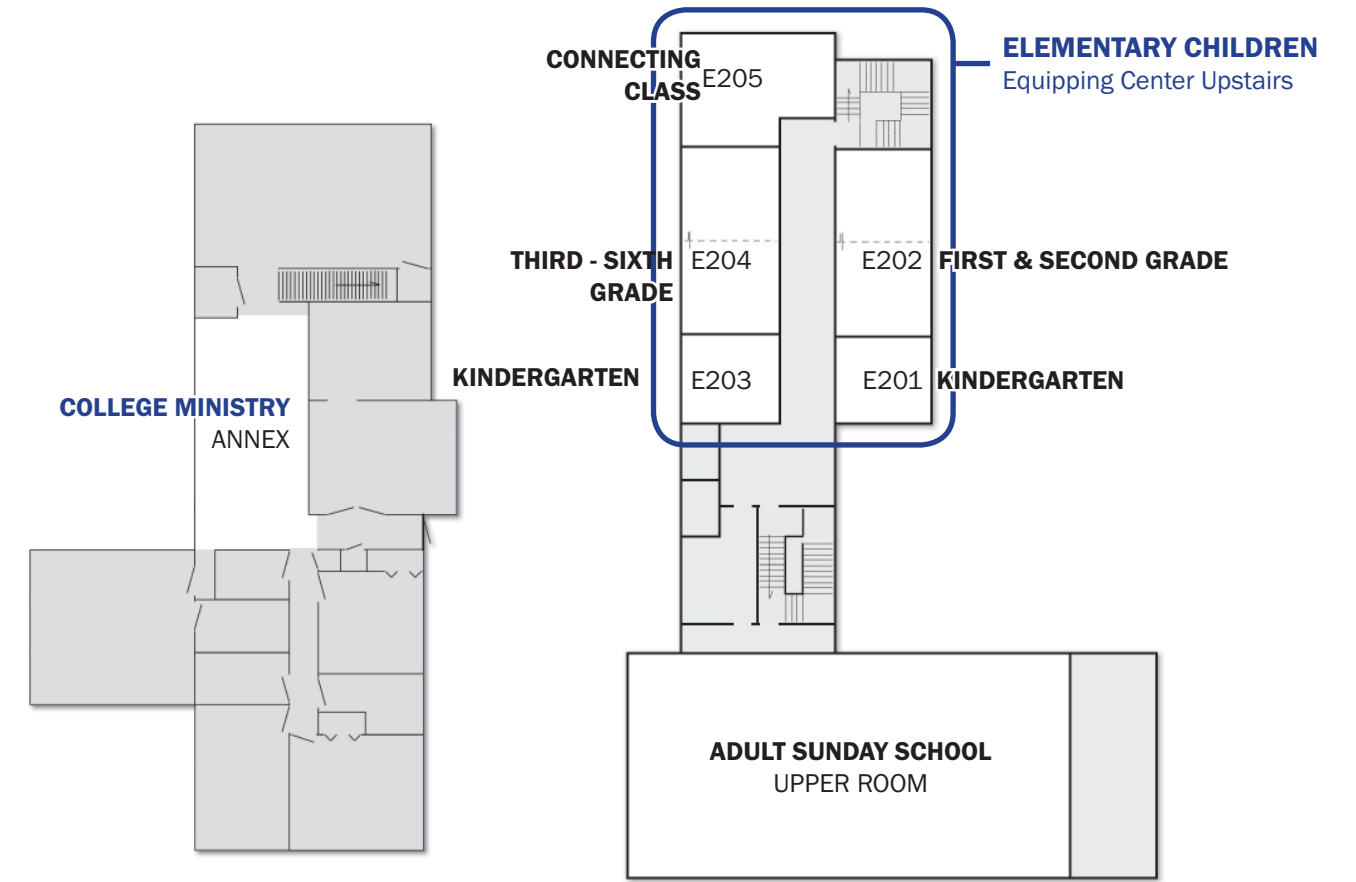 ELEMENTARY CHILDREN
Equipping Center Upstairs
CONNECTING
CLASS
E205
THIRD - SIXTH
GRADE
E204
E202
FIRST & SECOND GRADE
KINDERGARTEN
E203
E201
KINDERGARTEN
COLLEGE MINISTRY
ANNEX
ADULT SUNDAY SCHOOL
UPPER ROOM